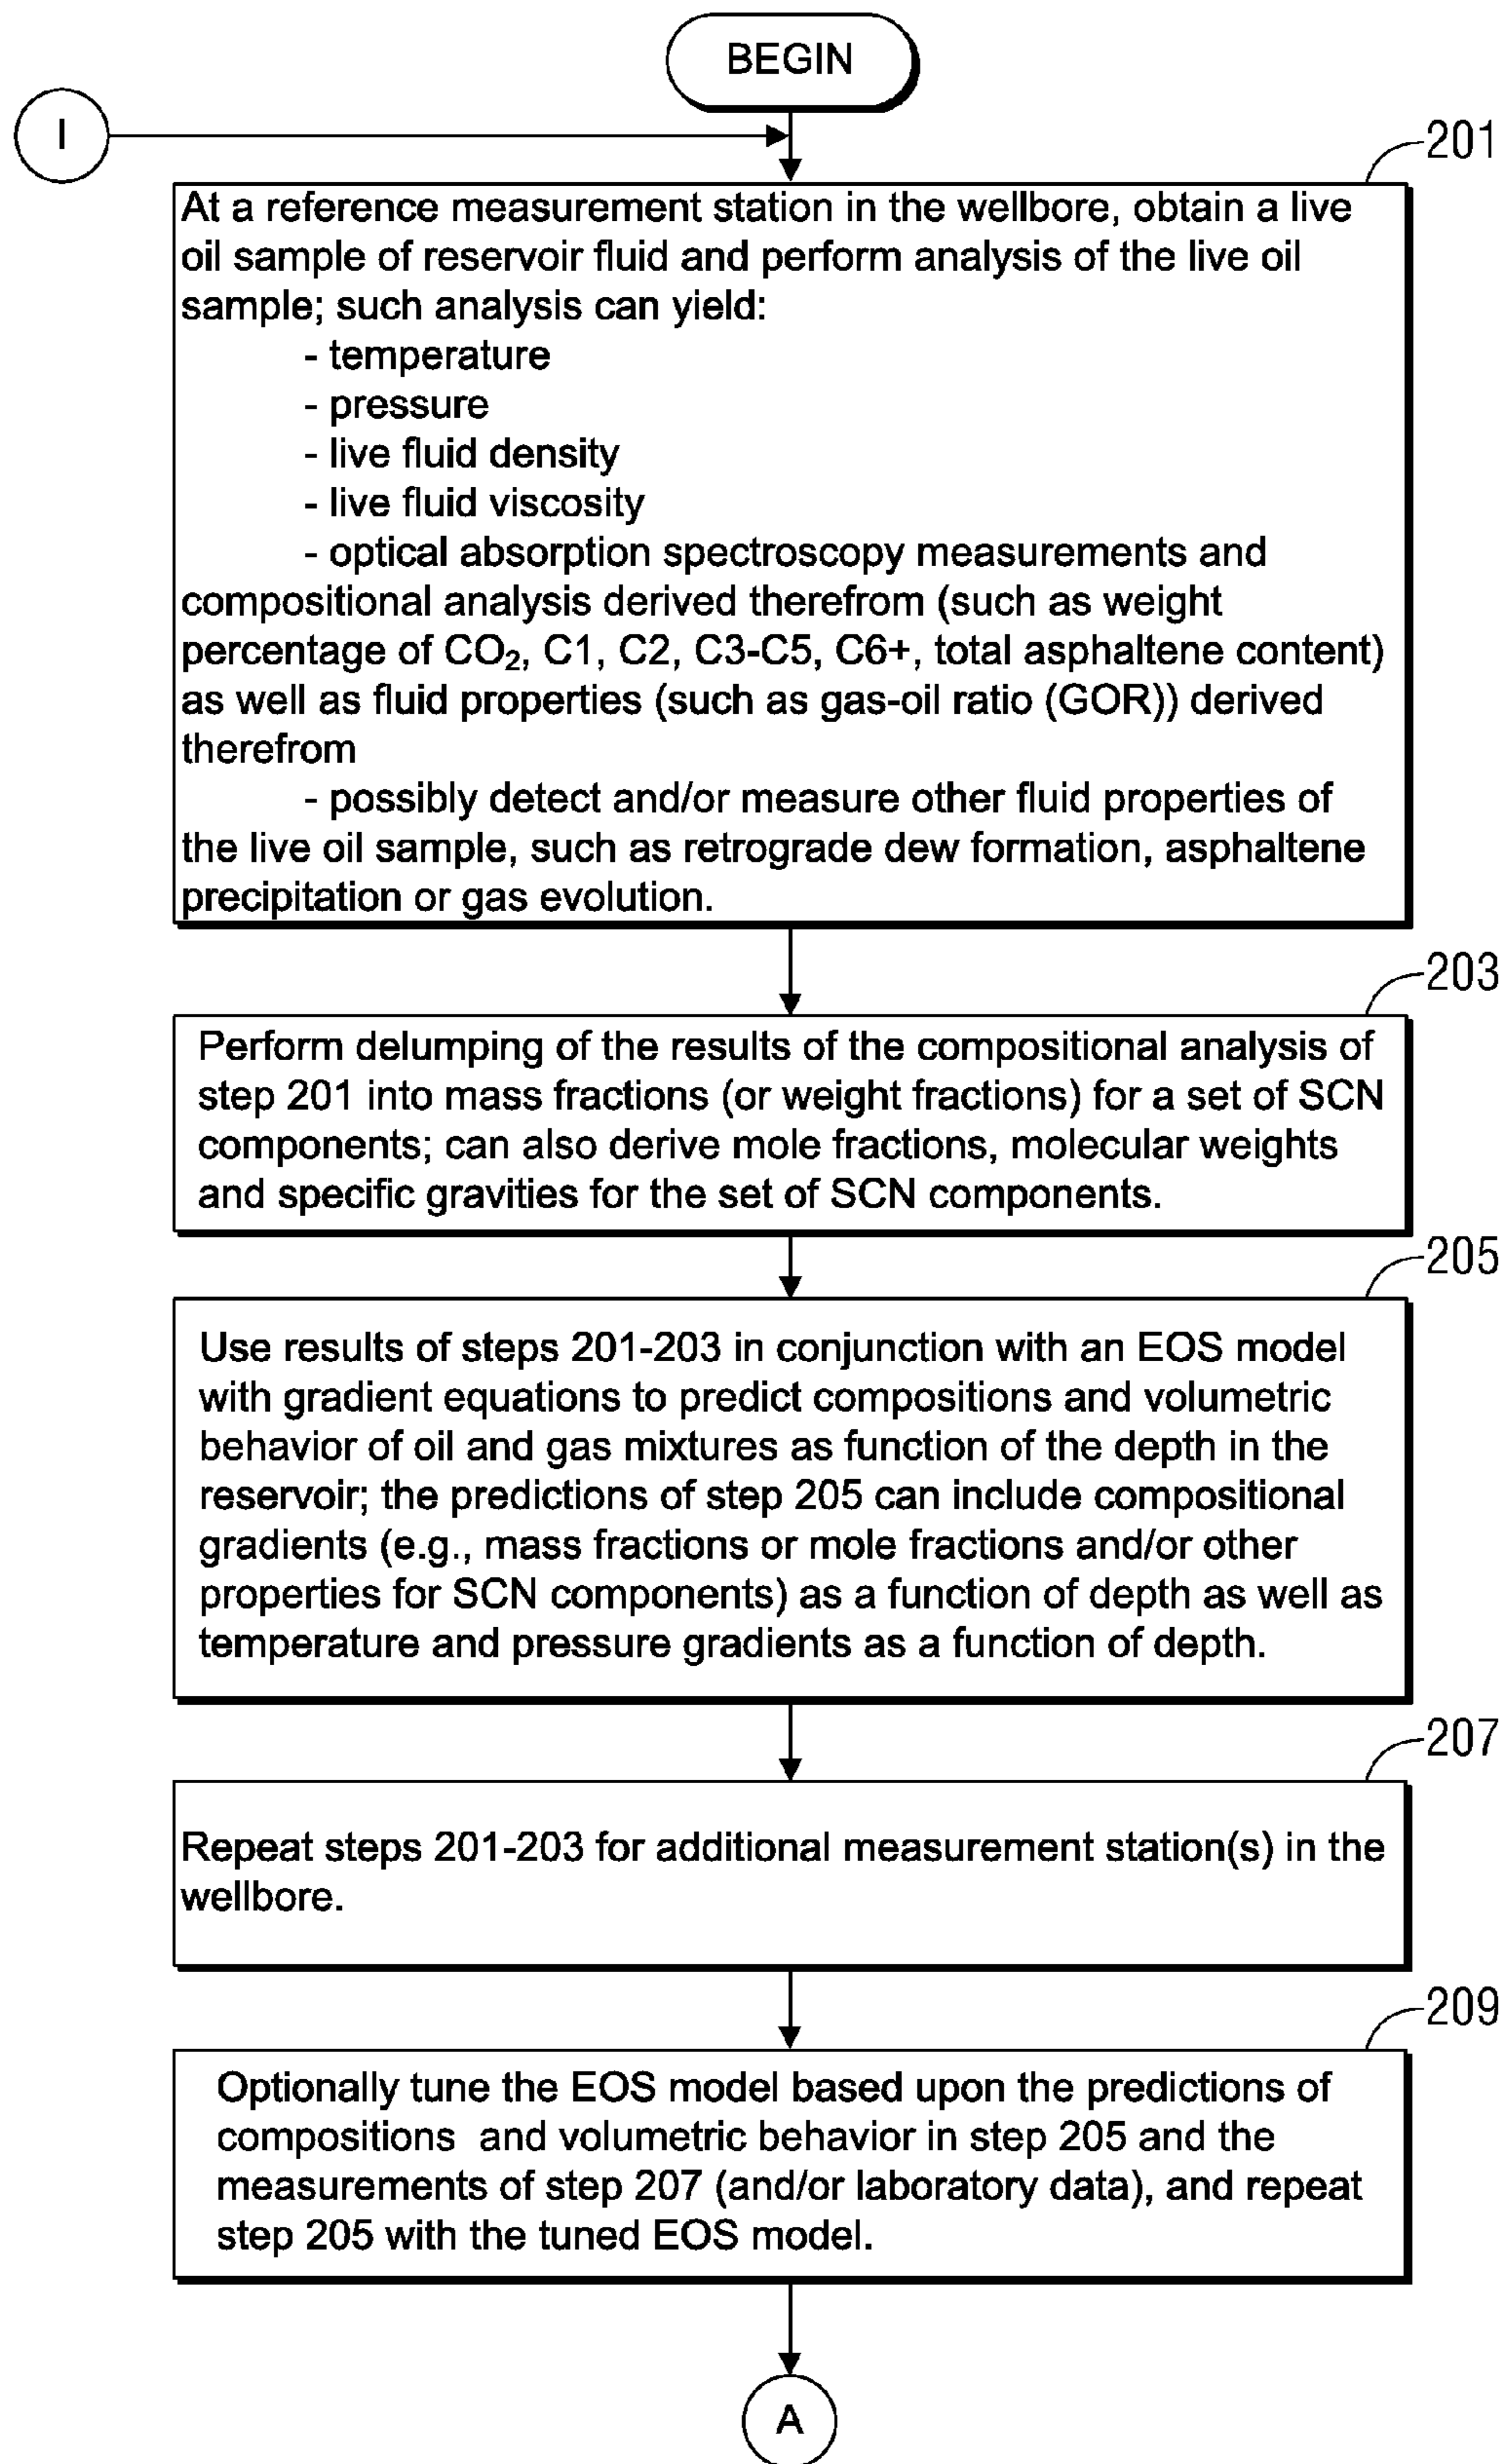 BEGIN
I
201
At a reference measurement station in the wellbore, obtain a live
oil sample of reservoir fluid and perform analysis of the live oil
sample; such analysis can yield:
- temperature
- pressure
- live fluid density
- live fluid viscosity
- optical absorption spectroscopy measurements and
compositional analysis derived therefrom (such as weight
percentage of CO₂, C1, C2, C3-C5, C6+, total asphaltene content)
as well as fluid properties (such as gas-oil ratio (GOR)) derived
therefrom
- possibly detect and/or measure other fluid properties of
the live oil sample, such as retrograde dew formation, asphaltene
precipitation or gas evolution.
203
Perform delumping of the results of the compositional analysis of
step 201 into mass fractions (or weight fractions) for a set of SCN
components; can also derive mole fractions, molecular weights
and specific gravities for the set of SCN components.
205
Use results of steps 201-203 in conjunction with an EOS model
with gradient equations to predict compositions and volumetric
behavior of oil and gas mixtures as function of the depth in the
reservoir; the predictions of step 205 can include compositional
gradients (e.g., mass fractions or mole fractions and/or other
properties for SCN components) as a function of depth as well as
temperature and pressure gradients as a function of depth.
207
Repeat steps 201-203 for additional measurement station(s) in the
wellbore.
209
Optionally tune the EOS model based upon the predictions of
compositions and volumetric behavior in step 205 and the
measurements of step 207 (and/or laboratory data), and repeat
step 205 with the tuned EOS model.
A